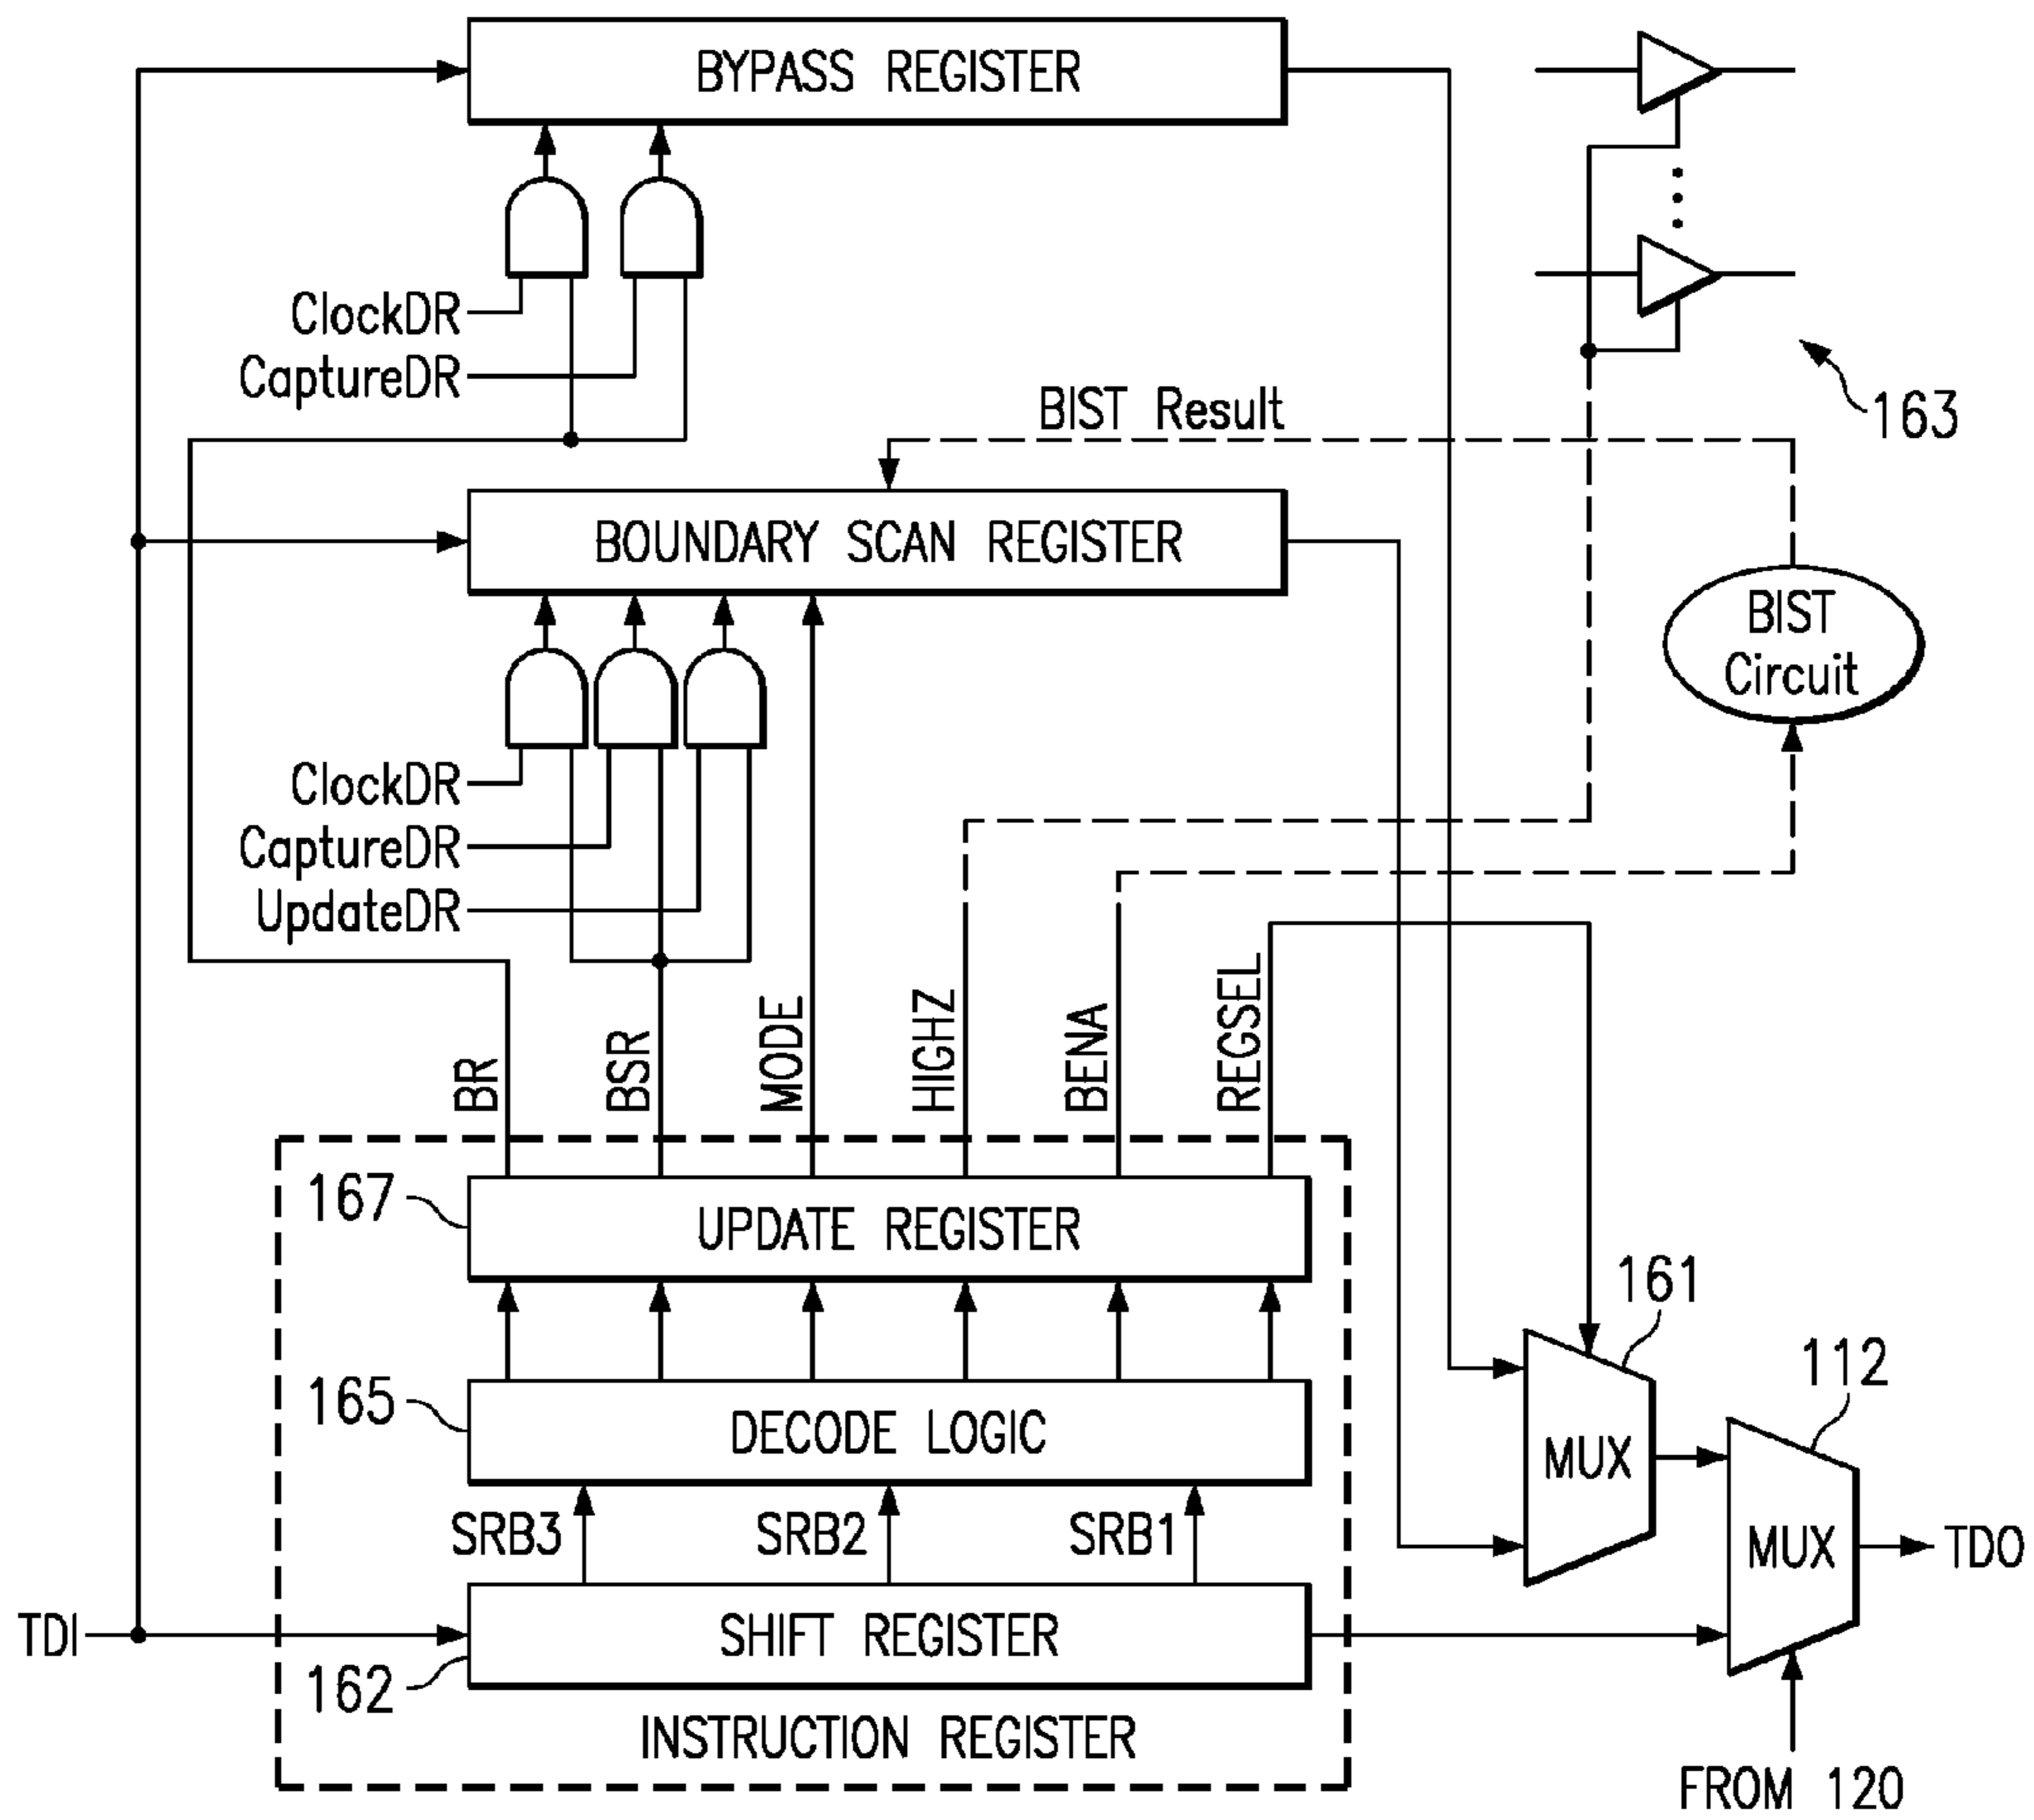 BYPASS REGISTER
ClockDR
CaptureDR
163
BIST Result
BOUNDARY SCAN REGISTER
BIST
Circuit
ClockDR
CaptureDR
UpdateDR
BR
BSR
MODE
HIGHZ
BENA
REGSEL
167
UPDATE REGISTER
161
112
165
DECODE LOGIC
MUX
SRB3
SRB2
SRB1
MUX
TDO
TDI
SHIFT REGISTER
162
INSTRUCTION REGISTER
FROM 120